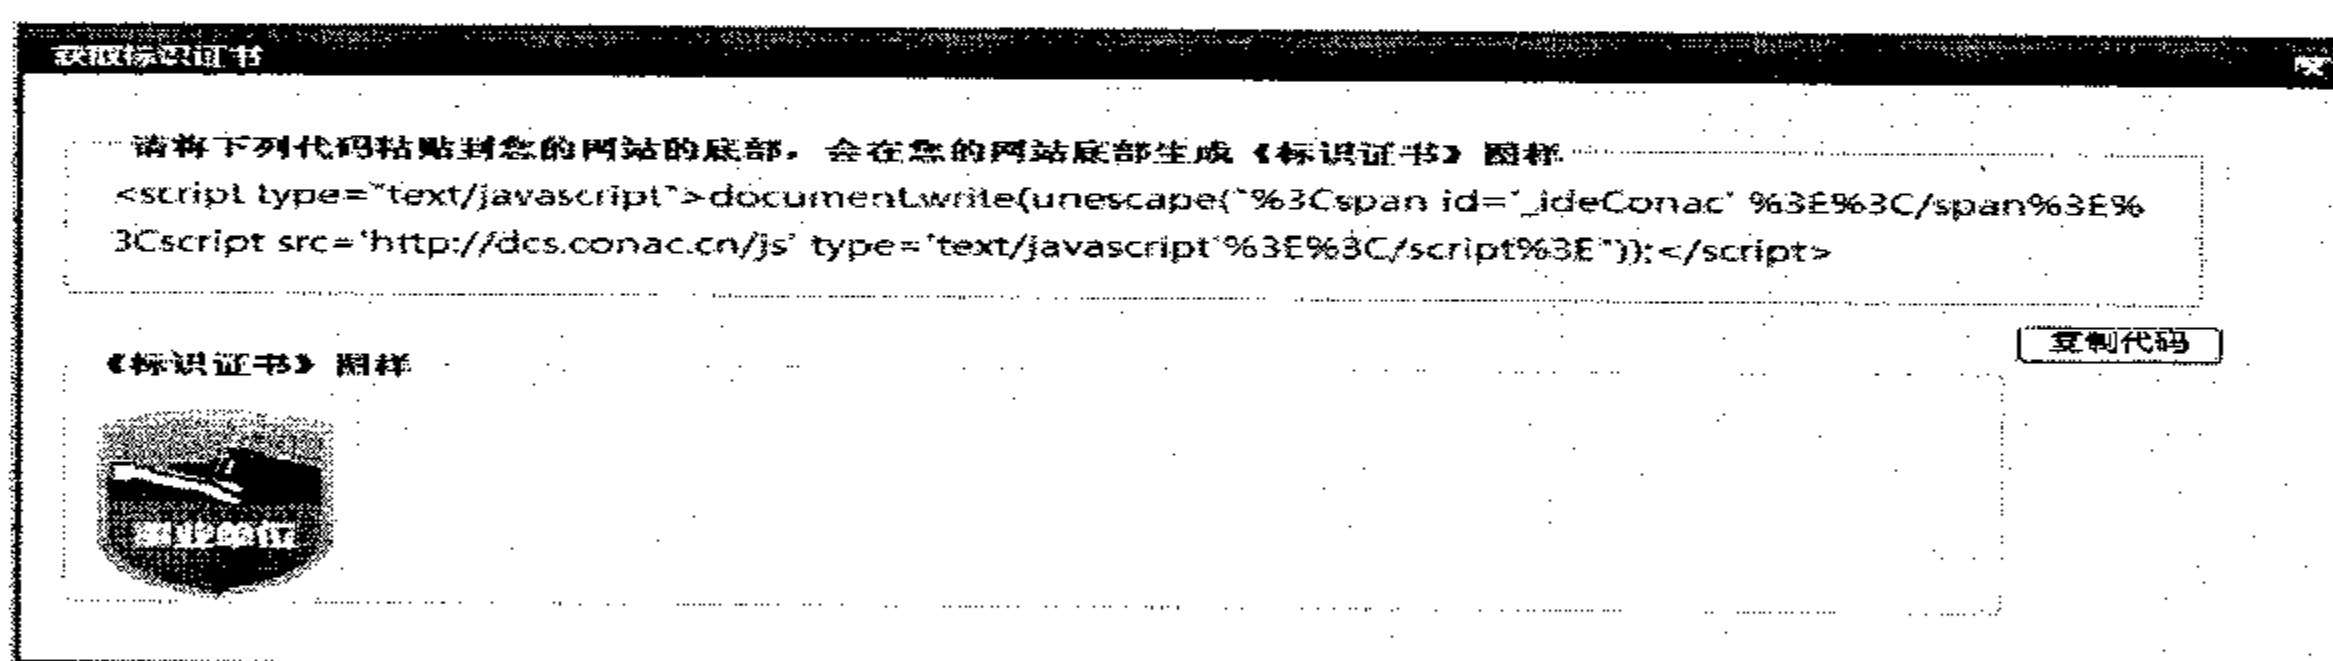 获取标识证书
请将下列代码粘贴到您的网站的底部，会在您的网站底部生成《标识证书》图样
<script type="text/javascript">document.write(unescape("%3Cspan id='_ideConac' %3E%3C/span%3E%
3Cscript src='http://dcs.conac.cn/js' type='text/javascript'%3E%3C/script%3E"));</script>
复制代码
《标识证书》图样
事业单位